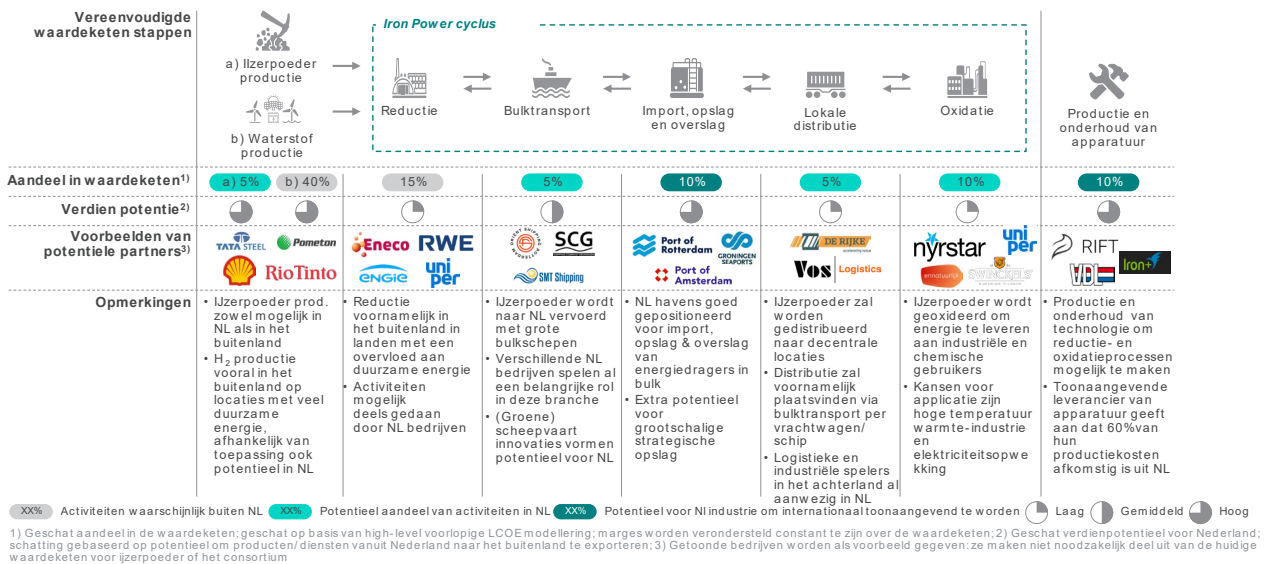 Vereenvoudigde
waardeketen stappen
a) IJzerpoeder
productie
b) Waterstof
productie
Iron Power cyclus
Reductie
Bulktransport
Import, opslag
en overslag
Lokale
distributie
Oxidatie
Productie en
onderhoud van
apparatuur
Aandeel in waardeketen1)
a) 5%
b) 40%
15%
5%
10%
5%
10%
10%
Verdien potentie2)
Voorbeelden van
potentiele partners3)
TATA STEEL
Pometon
RioTinto
Eneco
RWE
ENGIE
uni
per
ORIENT SHIPPING ROTTERDAM
SCG
SMT Shipping
Port of
Rotterdam
GRONINGEN
SEAPORTS
Port of
Amsterdam
DE RIJKE
Vos Logistics
nyrstar
uni
per
ennatuurlijk
SWINCKELS'
RIFT
VDL
Iron+
Opmerkingen
• IJzerpoeder prod.
zowel mogelijk in
NL als in het
buitenland
• H2 productie
vooral in het
buitenland op
locaties met veel
duurzame
energie,
afhankelijk van
toepassing ook
potentieel in NL
• Reductie
voornamelijk in
het buitenland in
landen met een
overvloed aan
duurzame energie
• Activiteiten
mogelijk
deels gedaan
door NL bedrijven
• IJzerpoeder wordt
naar NL vervoerd
met grote
bulkschepen
• Verschillende NL
bedrijven spelen al
een belangrijke rol
in deze branche
• (Groene)
scheepvaart
innovaties vormen
potentieel voor NL
• NL havens goed
gepositioneerd
voor import,
opslag & overslag
van
energiedragers in
bulk
• Extra potentieel
voor
grootschalige
strategische
opslag
• IJzerpoeder zal
worden
gedistribueerd
naar decentrale
locaties
• Distributie zal
voornamelijk
plaatsvinden via
bulktransport per
vrachtwagen/
schip
• Logistieke en
industriële spelers
in het achterland al
aanwezig in NL
• IJzerpoeder wordt
geoxideerd om
energie te leveren
aan industriële en
chemische
gebruikers
• Kansen voor
applicatie zijn
hoge temperatuur
warmte-industrie
en
elektriciteitsopwe
kking
• Productie en
onderhoud van
technologie om
reductie- en
oxidatieprocessen
mogelijk te maken
• Toonaangevende
leverancier van
apparatuur geeft
aan dat 60%van
hun
productiekosten
afkomstig is uit NL
XX% Activiteiten waarschijnlijk buiten NL XX% Potentieel aandeel van activiteiten in NL XX% Potentieel voor Nl industrie om internationaal toonaangevend te worden Laag Gemiddeld Hoog
1) Geschat aandeel in de waardeketen; geschat op basis van high-level voorlopige LCOE modellering; marges worden verondersteld constant te zijn over de waardeketen; 2) Geschat verdienpotentieel voor Nederland;
schatting gebaseerd op potentieel om producten/diensten vanuit Nederland naar het buitenland te exporteren; 3) Getoonde bedrijven worden als voorbeeld gegeven: ze maken niet noodzakelijk deel uit van de huidige
waardeketen voor ijzerpoeder of het consortium